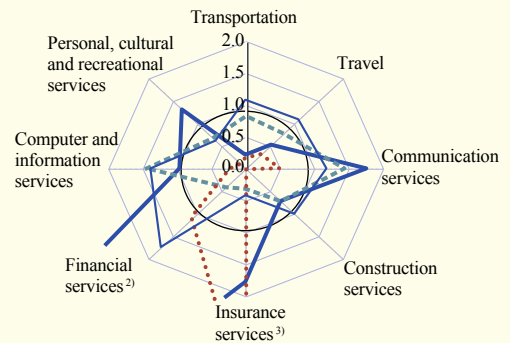 Transportation
2.0
1.5
1.0
0.5
0.0
Travel
Communication
services
Construction
services
Insurance
services 3)
Financial
services 2)
Computer and
information
services
Personal, cultural
and recreational
services